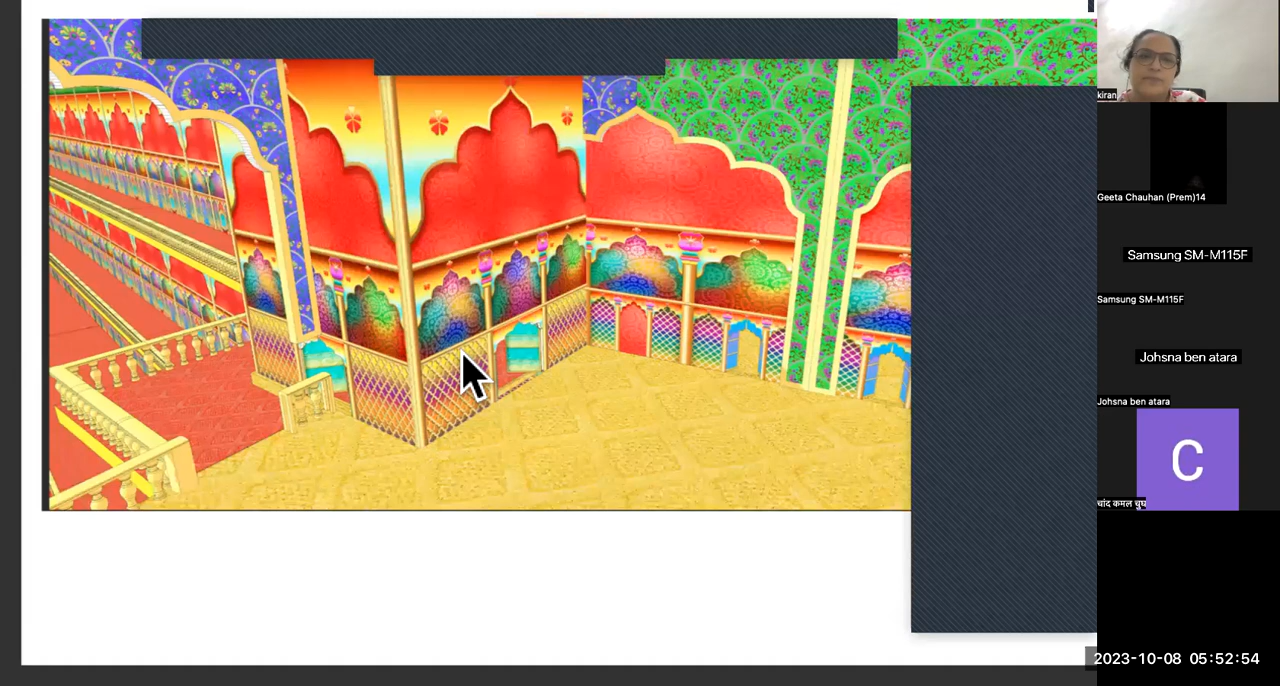 kiran
Geeta Chauhan (Prem)14
Samsung SM-M115F
Samsung SM-M115F
Johsna ben atara
Johsna ben atara
C
चांद कमल चुघ
2023-10-08 05:52:54